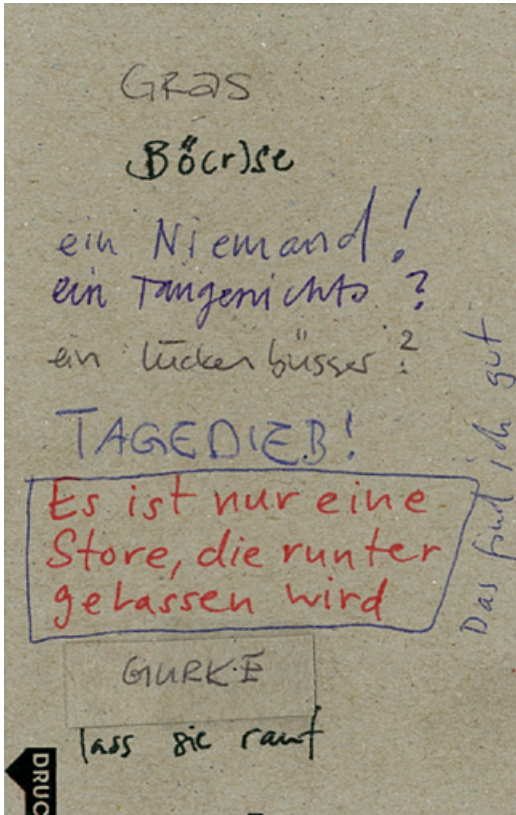 Gras
Bö(r)se
ein Niemand!
ein Taugenichts?
ein Lückenbüsser?
TAGEDIEB!
Es ist nur eine
Store, die runter
gelassen wird
Das find ich gut
GURKE
lass sie rauf
DRUC